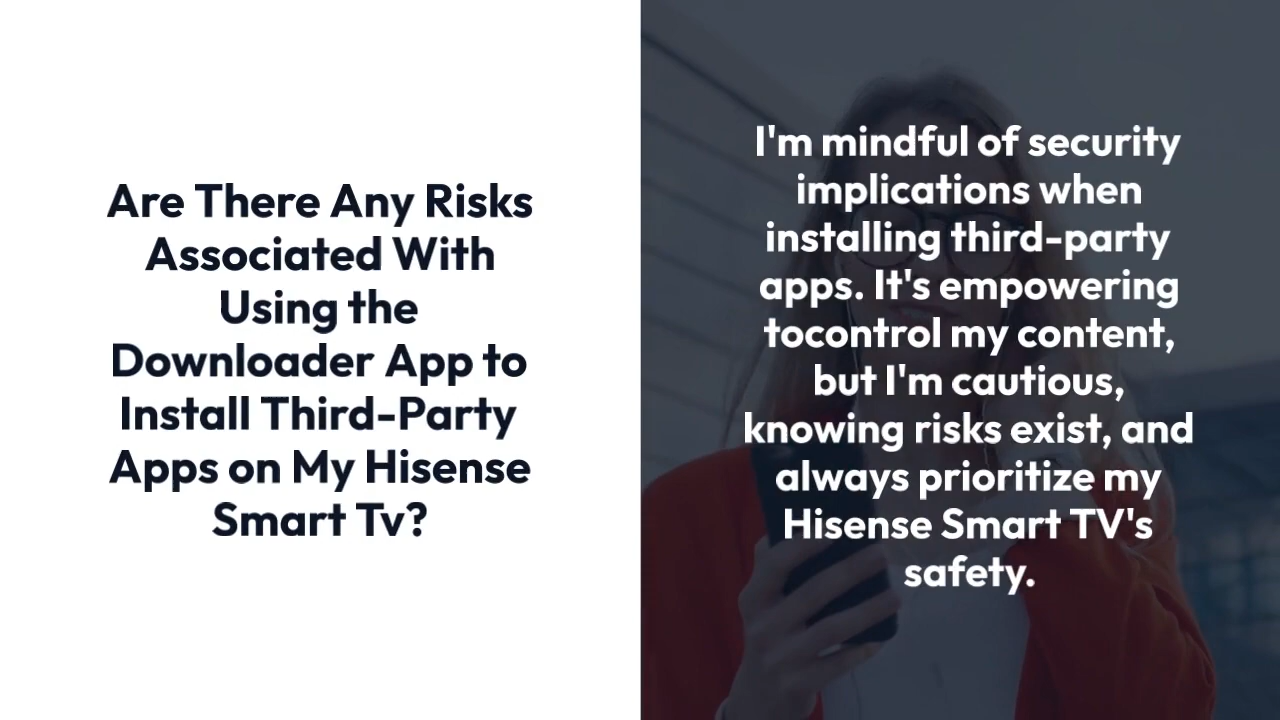 Are There Any Risks
Associated With
Using the
Downloader App to
Install Third-Party
Apps on My Hisense
Smart Tv?
I'm mindful of security
implications when
installing third-party
apps. It's empowering
tocontrol my content,
but I'm cautious,
knowing risks exist, and
always prioritize my
Hisense Smart TV's
safety.